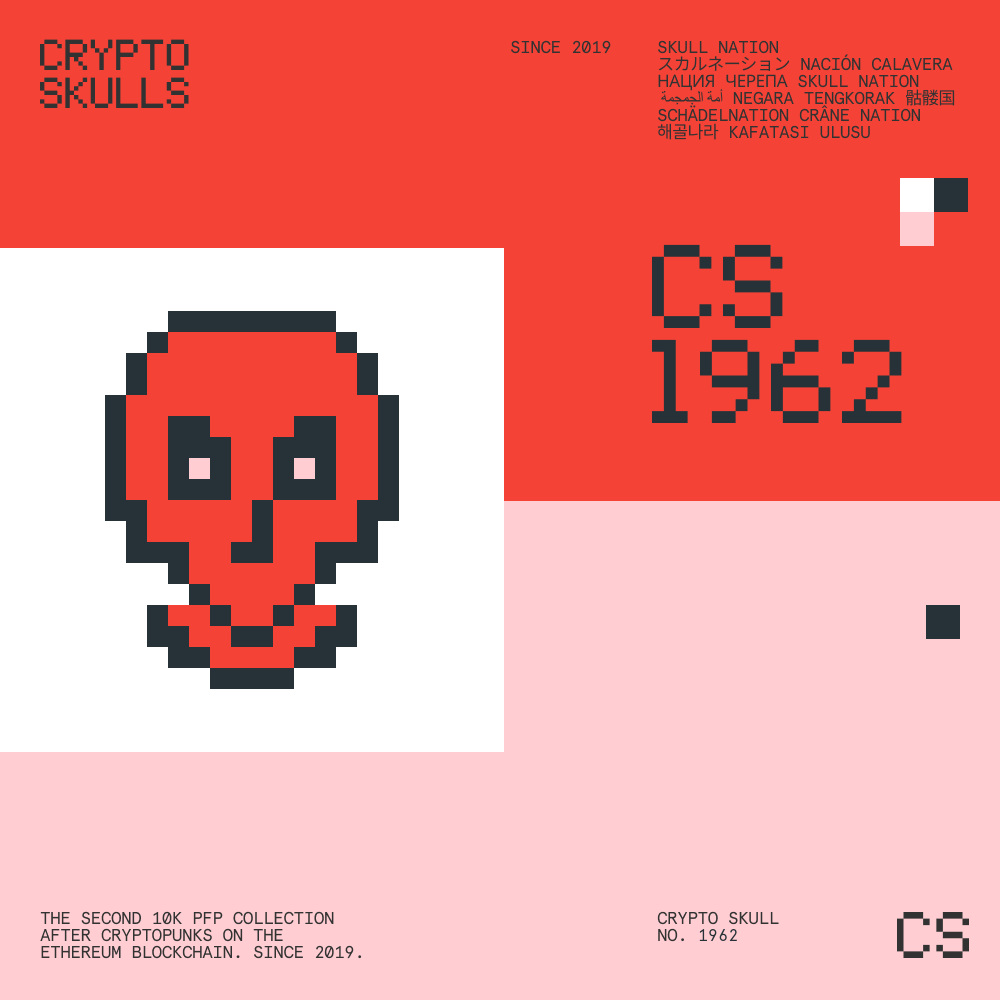 CRYPTO
SKULLS
SINCE 2019
SKULL NATION
スカルネーション NACIÓN CALAVERA
НАЦИЯ ЧЕРЕПА SKULL NATION
أمة الجمجمة NEGARA TENGKORAK 骷髅国
SCHÄDELNATION CRÂNE NATION
해골나라 KAFATASI ULUSU
CS
1962
THE SECOND 10K PFP COLLECTION
AFTER CRYPTOPUNKS ON THE
ETHEREUM BLOCKCHAIN. SINCE 2019.
CRYPTO SKULL
NO. 1962
CS